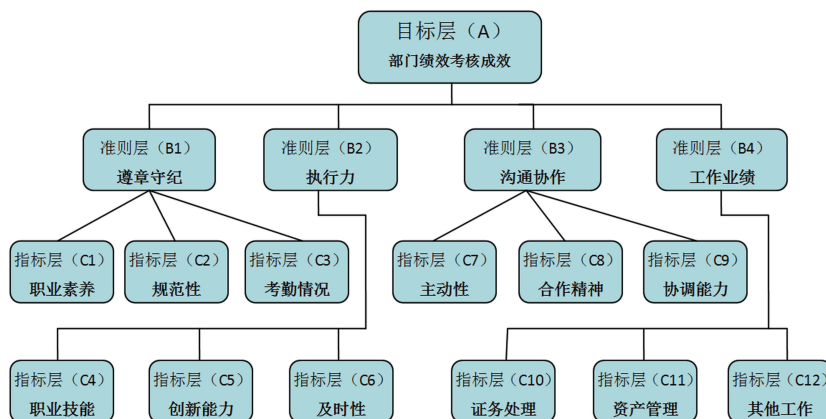 目标层（A）
部门绩效考核成效
准则层（B1）
遵章守纪
准则层（B2）
执行力
准则层（B3）
沟通协作
准则层（B4）
工作业绩
指标层（C1）
职业素养
指标层（C2）
规范性
指标层（C3）
考勤情况
指标层（C7）
主动性
指标层（C8）
合作精神
指标层（C9）
协调能力
指标层（C4）
职业技能
指标层（C5）
创新能力
指标层（C6）
及时性
指标层（C10）
证务处理
指标层（C11）
资产管理
指标层（C12）
其他工作